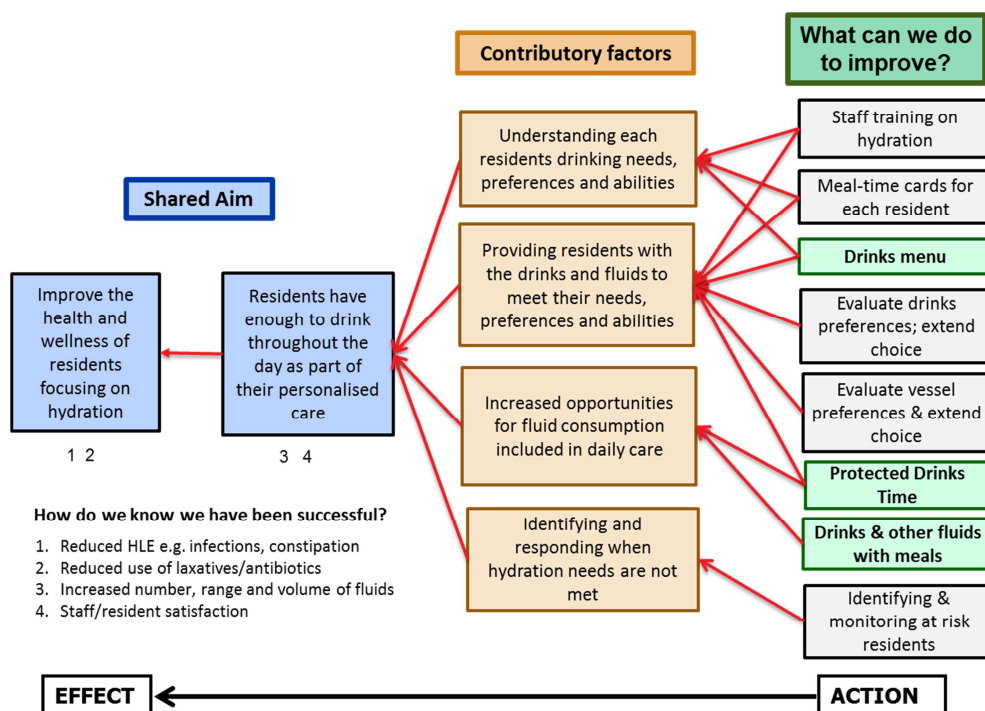 Contributory factors
What can we do
to improve?
Shared Aim
Improve the
health and
wellness of
residents
focusing on
hydration
1 2
Residents have
enough to drink
throughout the
day as part of
their personalised
care
3 4
Understanding each
residents drinking needs,
preferences and abilities
Providing residents with
the drinks and fluids to
meet their needs,
preferences and abilities
Increased opportunities
for fluid consumption
included in daily care
Identifying and
responding when
hydration needs are not
met
Staff training on
hydration
Meal-time cards for
each resident
Drinks menu
Evaluate drinks
preferences; extend
choice
Evaluate vessel
preferences & extend
choice
Protected Drinks
Time
Drinks & other fluids
with meals
Identifying &
monitoring at risk
residents
How do we know we have been successful?
1. Reduced HLE e.g. infections, constipation
2. Reduced use of laxatives/antibiotics
3. Increased number, range and volume of fluids
4. Staff/resident satisfaction
EFFECT
ACTION